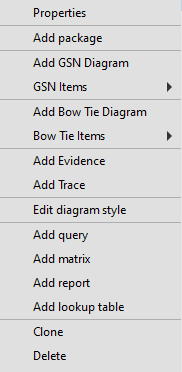 Properties
Add package
Add GSN Diagram
GSN Items
Add Bow Tie Diagram
Bow Tie Items
Add Evidence
Add Trace
Edit diagram style
Add query
Add matrix
Add report
Add lookup table
Clone
Delete